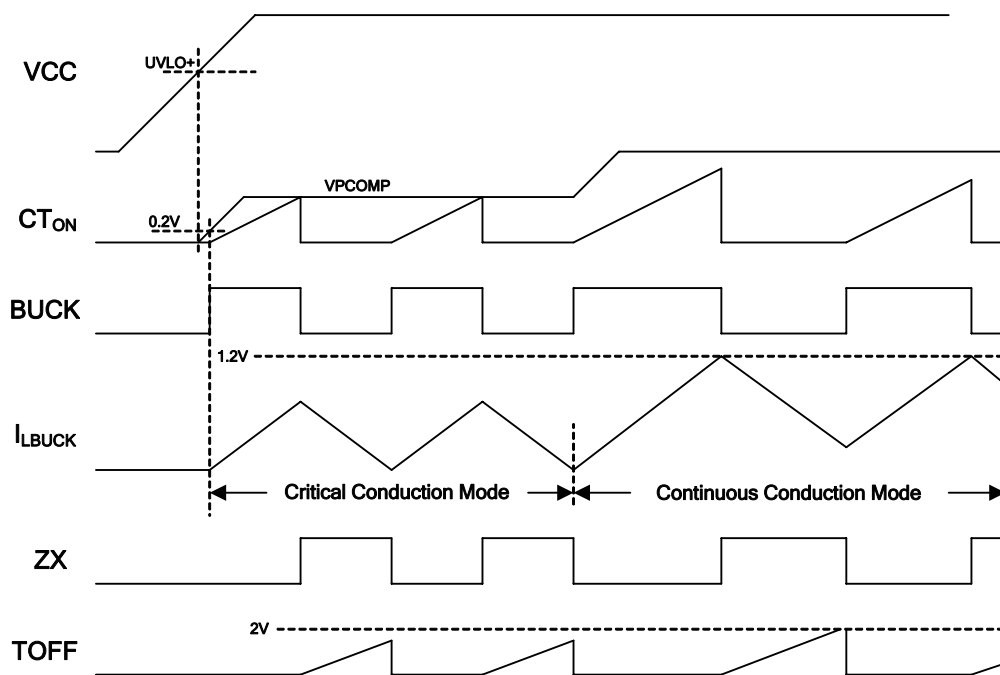 UVLO+
VCC
VPCOMP
0.2V
CTON
BUCK
1.2V
ILBUCK
Critical Conduction Mode
Continuous Conduction Mode
ZX
2V
TOFF